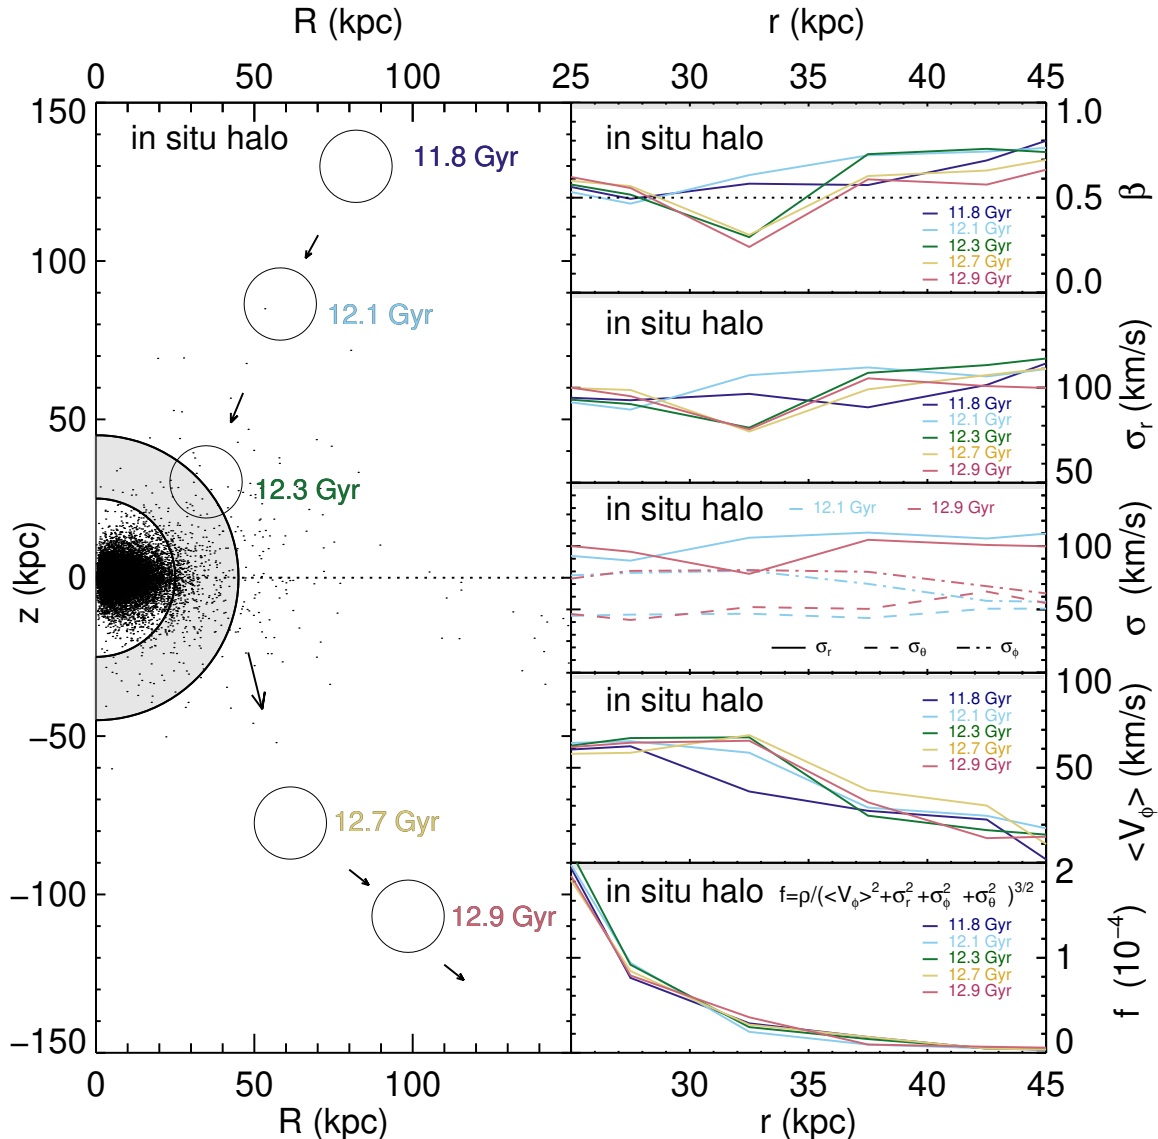 R (kpc)
0 50 100
150
100
50
0
−50
−100
−150
z (kpc)
in situ halo
11.8 Gyr
12.1 Gyr
12.3 Gyr
12.7 Gyr
12.9 Gyr
0 50 100
R (kpc)
r (kpc)
25 30 35 40 45
in situ halo
11.8 Gyr
12.1 Gyr
12.3 Gyr
12.7 Gyr
12.9 Gyr
1.0
0.5
0.0
β
in situ halo
11.8 Gyr
12.1 Gyr
12.3 Gyr
12.7 Gyr
12.9 Gyr
100
50
σr (km/s)
in situ halo
12.1 Gyr 12.9 Gyr
σr σθ σϕ
100
50
σ (km/s)
in situ halo
11.8 Gyr
12.1 Gyr
12.3 Gyr
12.7 Gyr
12.9 Gyr
100
50
<Vϕ> (km/s)
in situ halo
f=ρ/(<Vϕ>²+σr²+σϕ² +σθ² )^3/2
11.8 Gyr
12.1 Gyr
12.3 Gyr
12.7 Gyr
12.9 Gyr
2
1
0
f (10⁻⁴)
30 35 40 45
r (kpc)